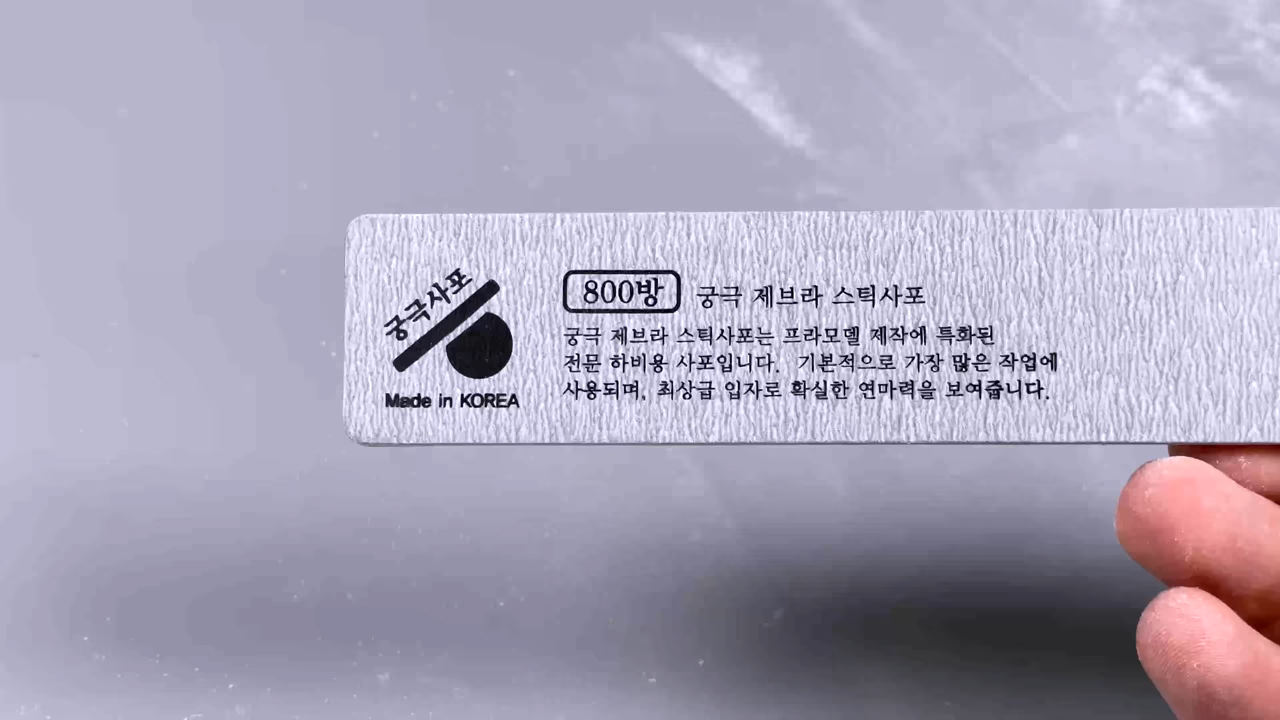 궁극사포
Made in KOREA
800방 궁극 제브라 스틱사포
궁극 제브라 스틱사포는 프라모델 제작에 특화된
전문 하비용 사포입니다. 기본적으로 가장 많은 작업에
사용되며, 최상급 입자로 확실한 연마력을 보여줍니다.